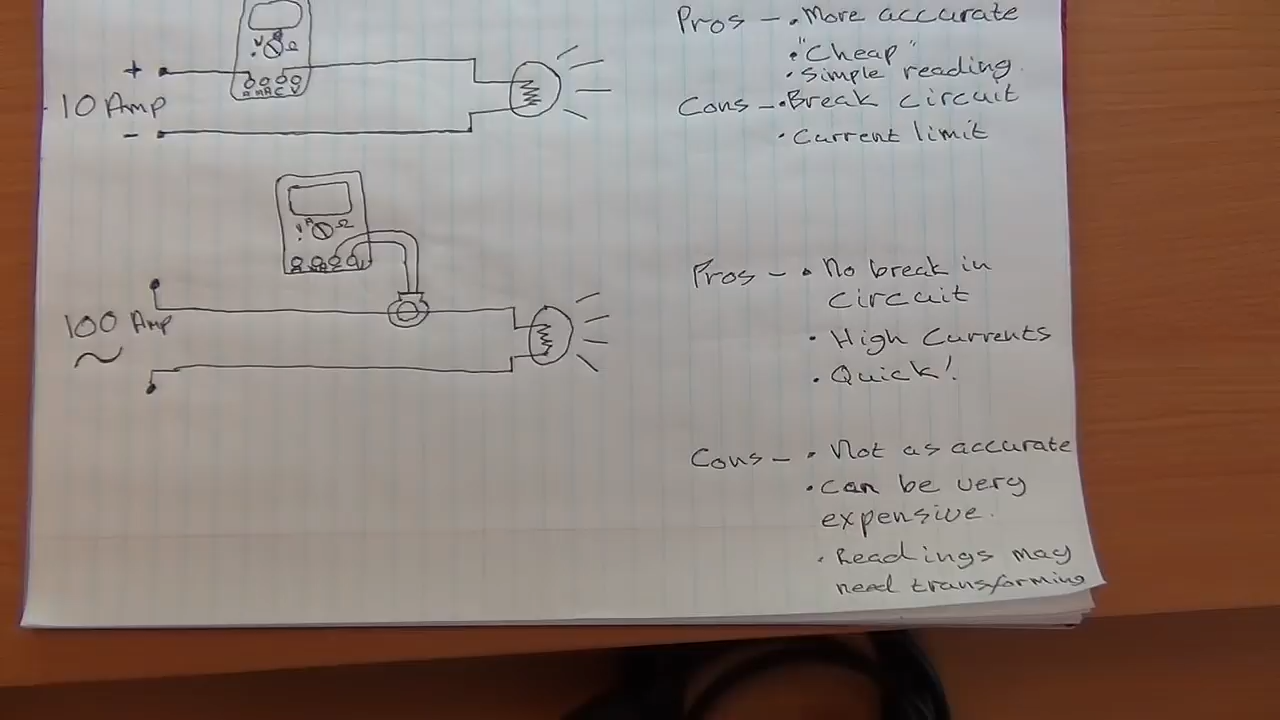 Pros - • More accurate
• "Cheap"
• Simple reading
V Ω
A mA C V
+
10 Amp
-
Cons - • Break circuit
• Current limit
V A Ω
Pros - • No break in
circuit
• High Currents
• Quick!
100 Amp
~
Cons - • Not as accurate
• Can be very
expensive.
• Readings may
need transforming